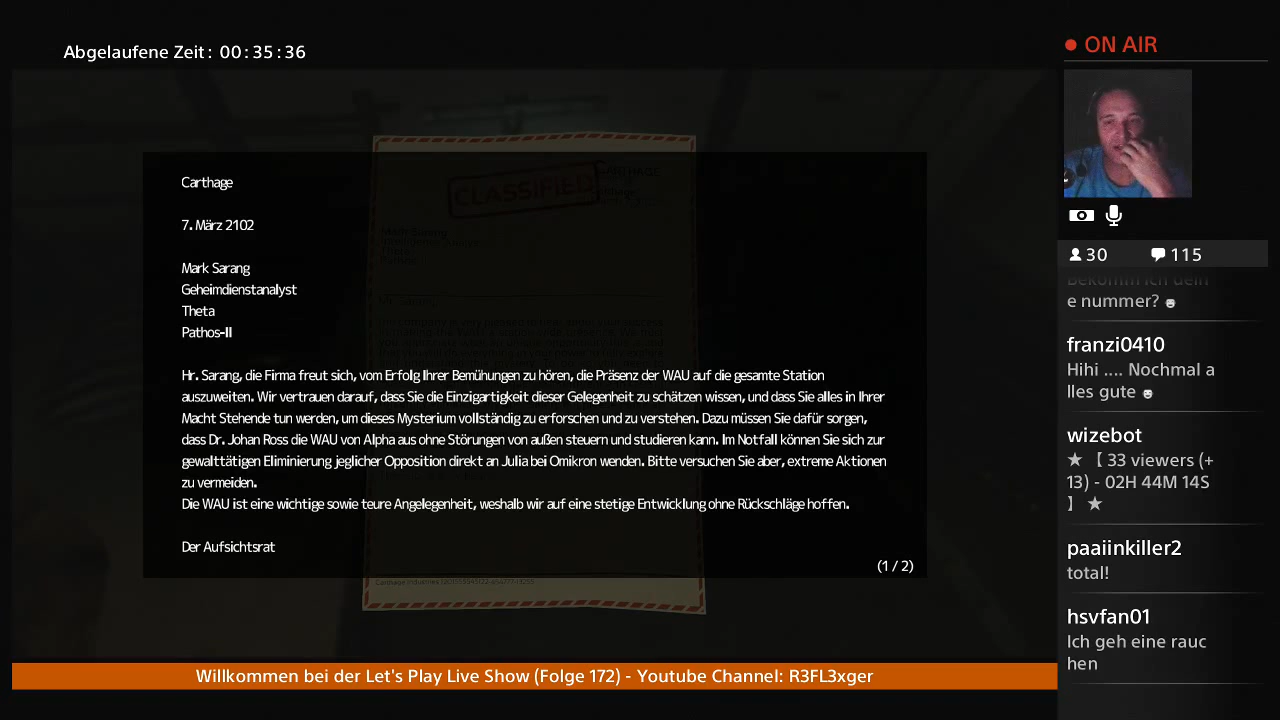 Abgelaufene Zeit: 00:35:36
ON AIR
CLASSIFIED
CARTHAGE
Carthage
7. März 2102
Mark Sarang
Geheimdienstanalyst
Theta
Pathos-II
Hr. Sarang, die Firma freut sich, vom Erfolg Ihrer Bemühungen zu hören, die Präsenz der WAU auf die gesamte Station
auszuweiten. Wir vertrauen darauf, dass Sie die Einzigartigkeit dieser Gelegenheit zu schätzen wissen, und dass Sie alles in Ihrer
Macht Stehende tun werden, um dieses Mysterium vollständig zu erforschen und zu verstehen. Dazu müssen Sie dafür sorgen,
dass Dr. Johan Ross die WAU von Alpha aus ohne Störungen von außen steuern und studieren kann. Im Notfall können Sie sich zur
gewalttätigen Eliminierung jeglicher Opposition direkt an Julia bei Omikron wenden. Bitte versuchen Sie aber, extreme Aktionen
zu vermeiden.
Die WAU ist eine wichtige sowie teure Angelegenheit, weshalb wir auf eine stetige Entwicklung ohne Rückschläge hoffen.
Der Aufsichtsrat
(1 / 2)
30 115
Bekomm ich dein
e nummer?
franzi0410
Hihi .... Nochmal a
lles gute
wizebot
★ 【 33 viewers (+
13) - 02H 44M 14S
】 ★
paaiinkiller2
total!
hsvfan01
Ich geh eine rauc
hen
Willkommen bei der Let's Play Live Show (Folge 172) - Youtube Channel: R3FL3xger